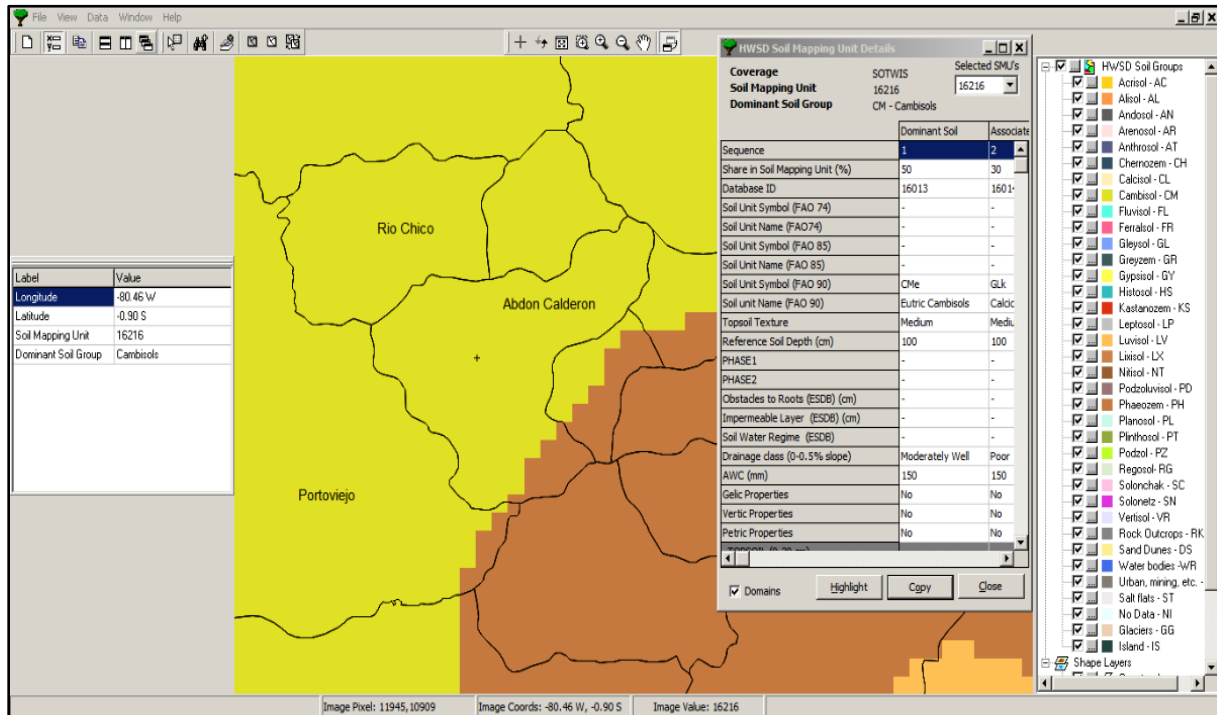 File View Data Window Help
Label Value
Longitude -80.46 W
Latitude -0.90 S
Soil Mapping Unit 16216
Dominant Soil Group Cambisols
Rio Chico
Abdon Calderon
Portoviejo
HWSD Soil Mapping Unit Details
Coverage SOTWIS Selected SMU's
Soil Mapping Unit 16216 16216
Dominant Soil Group CM - Cambisols
Dominant Soil Associate
Sequence 1 2
Share in Soil Mapping Unit (%) 50 30
Database ID 16013 1601
Soil Unit Symbol (FAO 74) - -
Soil Unit Name (FAO74) - -
Soil Unit Symbol (FAO 85) - -
Soil Unit Name (FAO 85) - -
Soil Unit Symbol (FAO 90) CMe GLk
Soil unit Name (FAO 90) Eutric Cambisols Calcic
Topsoil Texture Medium Mediu
Reference Soil Depth (cm) 100 100
PHASE1 - -
PHASE2 - -
Obstacles to Roots (ESDB) (cm) - -
Impermeable Layer (ESDB) (cm) - -
Soil Water Regime (ESDB) - -
Drainage class (0-0.5% slope) Moderately Well Poor
AWC (mm) 150 150
Gelic Properties No No
Vertic Properties No No
Petric Properties No No
Domains Highlight Copy Close
HWSD Soil Groups
Acrisol - AC
Alisol - AL
Andosol - AN
Arenosol - AR
Anthrosol - AT
Chernozem - CH
Calcisol - CL
Cambisol - CM
Fluvisol - FL
Ferralsol - FR
Gleysol - GL
Greyzem - GR
Gypsisol - GY
Histosol - HS
Kastanozem - KS
Leptosol - LP
Luvisol - LV
Lixisol - LX
Nitisol - NT
Podzoluvisol - PD
Phaeozem - PH
Planosol - PL
Plinthosol - PT
Podzol - PZ
Regosol- RG
Solonchak - SC
Solonetz - SN
Vertisol - VR
Rock Outcrops - RK
Sand Dunes - DS
Water bodies -WR
Urban, mining, etc. -
Salt flats - ST
No Data - NI
Glaciers - GG
Island - IS
Shape Layers
Image Pixel: 11945,10909 Image Coords: -80.46 W, -0.90 S Image Value: 16216